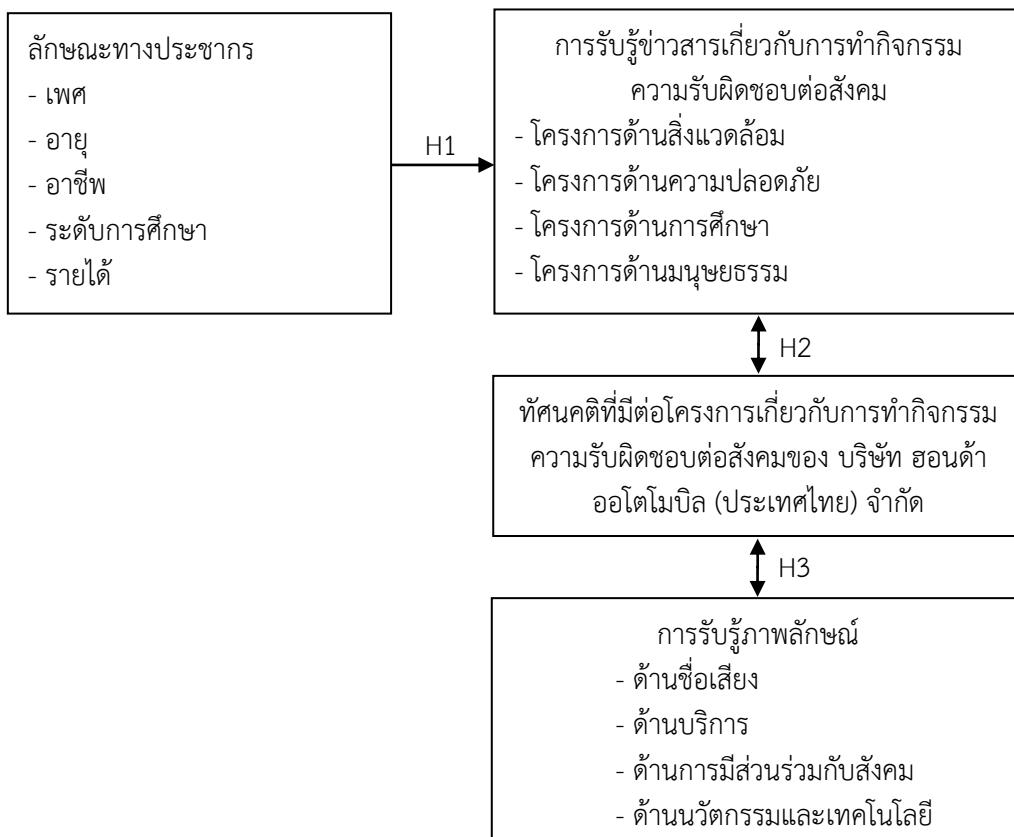 ลักษณะทางประชากร
- เพศ
- อายุ
- อาชีพ
- ระดับการศึกษา
- รายได้
H1
การรับรู้ข่าวสารเกี่ยวกับการทำกิจกรรม
ความรับผิดชอบต่อสังคม
- โครงการด้านสิ่งแวดล้อม
- โครงการด้านความปลอดภัย
- โครงการด้านการศึกษา
- โครงการด้านมนุษยธรรม
H2
ทัศนคติที่มีต่อโครงการเกี่ยวกับการทำกิจกรรม
ความรับผิดชอบต่อสังคมของ บริษัท ฮอนด้า
ออโตโมบิล (ประเทศไทย) จำกัด
H3
การรับรู้ภาพลักษณ์
- ด้านชื่อเสียง
- ด้านบริการ
- ด้านการมีส่วนร่วมกับสังคม
- ด้านนวัตกรรมและเทคโนโลยี